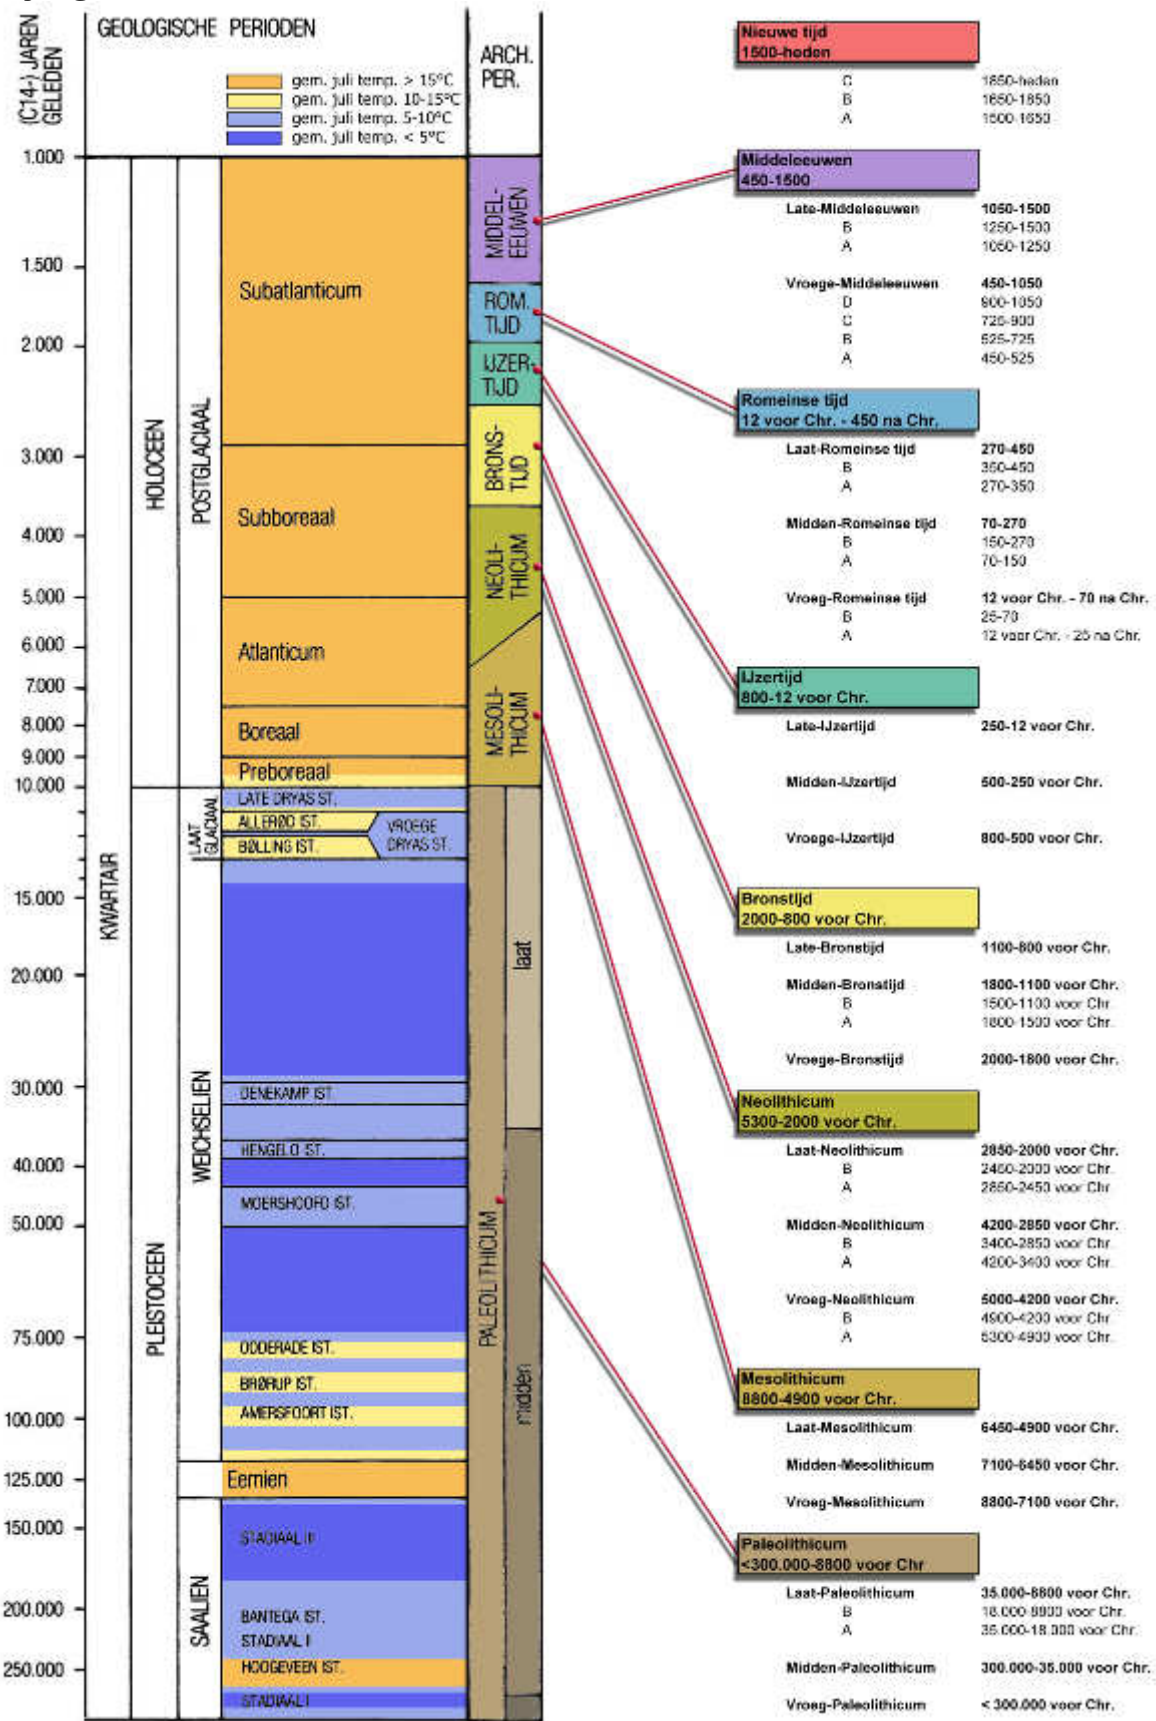 (C14-) JAREN
GELEDEN
GEOLOGISCHE PERIODEN
ARCH.
PER.
gem. juli temp. > 15°C
gem. juli temp. 10-15°C
gem. juli temp. 5-10°C
gem. juli temp. < 5°C
1.000
1.500
2.000
3.000
4.000
5.000
6.000
7.000
8.000
9.000
10.000
15.000
20.000
30.000
40.000
50.000
75.000
100.000
125.000
150.000
200.000
250.000
KWARTAIR
HOLOCEEN
PLEISTOCEEN
POSTGLACIAAL
LAAT
GLACIAAL
WEICHSELIEN
SAALIEN
Subatlanticum
Subboreaal
Atlanticum
Boreaal
Preboreaal
LATE DRYAS ST.
ALLERØD IST.
VROEGE
DRYAS ST.
BØLLING IST.
DENEKAMP IST.
HENGELO IST.
MOERSHOOFD IST.
ODDERADE IST.
BRØRUP IST.
AMERSFOORT IST.
Eemien
STADIAAL III
BANTEGA IST.
STADIAAL II
HOOGEVEEN IST.
STADIAAL I
MIDDEL-
EEUWEN
ROM.
TIJD
IJZER-
TIJD
BRONS-
TIJD
NEOLI-
THICUM
MESOLI-
THICUM
PALEOLITHICUM
laat
midden
Nieuwe tijd
1500-heden
C 1850-heden
B 1650-1850
A 1500-1650
Middeleeuwen
450-1500
Late-Middeleeuwen 1050-1500
B 1250-1500
A 1050-1250
Vroege-Middeleeuwen 450-1050
D 900-1050
C 725-900
B 525-725
A 450-525
Romeinse tijd
12 voor Chr. - 450 na Chr.
Laat-Romeinse tijd 270-450
B 350-450
A 270-350
Midden-Romeinse tijd 70-270
B 150-270
A 70-150
Vroeg-Romeinse tijd 12 voor Chr. - 70 na Chr.
B 25-70
A 12 voor Chr. - 25 na Chr.
IJzertijd
800-12 voor Chr.
Late-IJzertijd 250-12 voor Chr.
Midden-IJzertijd 500-250 voor Chr.
Vroege-IJzertijd 800-500 voor Chr.
Bronstijd
2000-800 voor Chr.
Late-Bronstijd 1100-800 voor Chr.
Midden-Bronstijd 1800-1100 voor Chr.
B 1500-1100 voor Chr.
A 1800-1500 voor Chr.
Vroege-Bronstijd 2000-1800 voor Chr.
Neolithicum
5300-2000 voor Chr.
Laat-Neolithicum 2850-2000 voor Chr.
B 2450-2000 voor Chr.
A 2850-2450 voor Chr
Midden-Neolithicum 4200-2850 voor Chr.
B 3400-2850 voor Chr.
A 4200-3400 voor Chr.
Vroeg-Neolithicum 5000-4200 voor Chr.
B 4900-4200 voor Chr.
A 5300-4900 voor Chr.
Mesolithicum
8800-4900 voor Chr.
Laat-Mesolithicum 6450-4900 voor Chr.
Midden-Mesolithicum 7100-6450 voor Chr.
Vroeg-Mesolithicum 8800-7100 voor Chr.
Paleolithicum
<300.000-8800 voor Chr
Laat-Paleolithicum 35.000-8800 voor Chr.
B 18.000-8800 voor Chr.
A 35.000-18.000 voor Chr.
Midden-Paleolithicum 300.000-35.000 voor Chr.
Vroeg-Paleolithicum < 300.000 voor Chr.